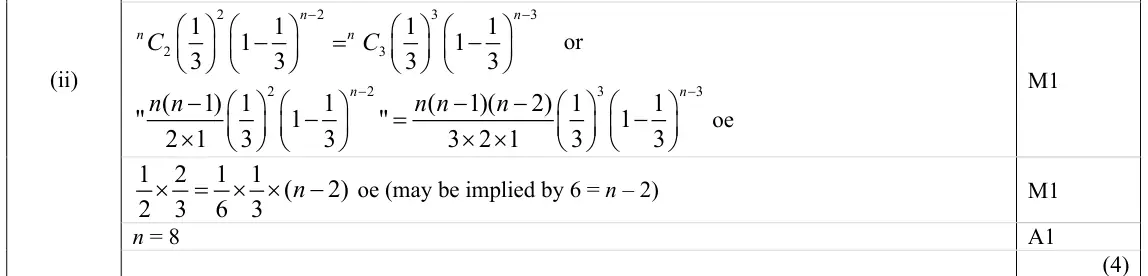 ⁿC₂(1/3)²(1−1/3)ⁿ⁻² =ⁿC₃(1/3)³(1−1/3)ⁿ⁻³ or
(ii)
M1
"n(n−1)/(2×1) (1/3)²(1−1/3)ⁿ⁻²" = n(n−1)(n−2)/(3×2×1) (1/3)³(1−1/3)ⁿ⁻³ oe
1/2 × 2/3 = 1/6 × 1/3 × (n−2) oe (may be implied by 6 = n – 2) M1
n = 8 A1
(4)